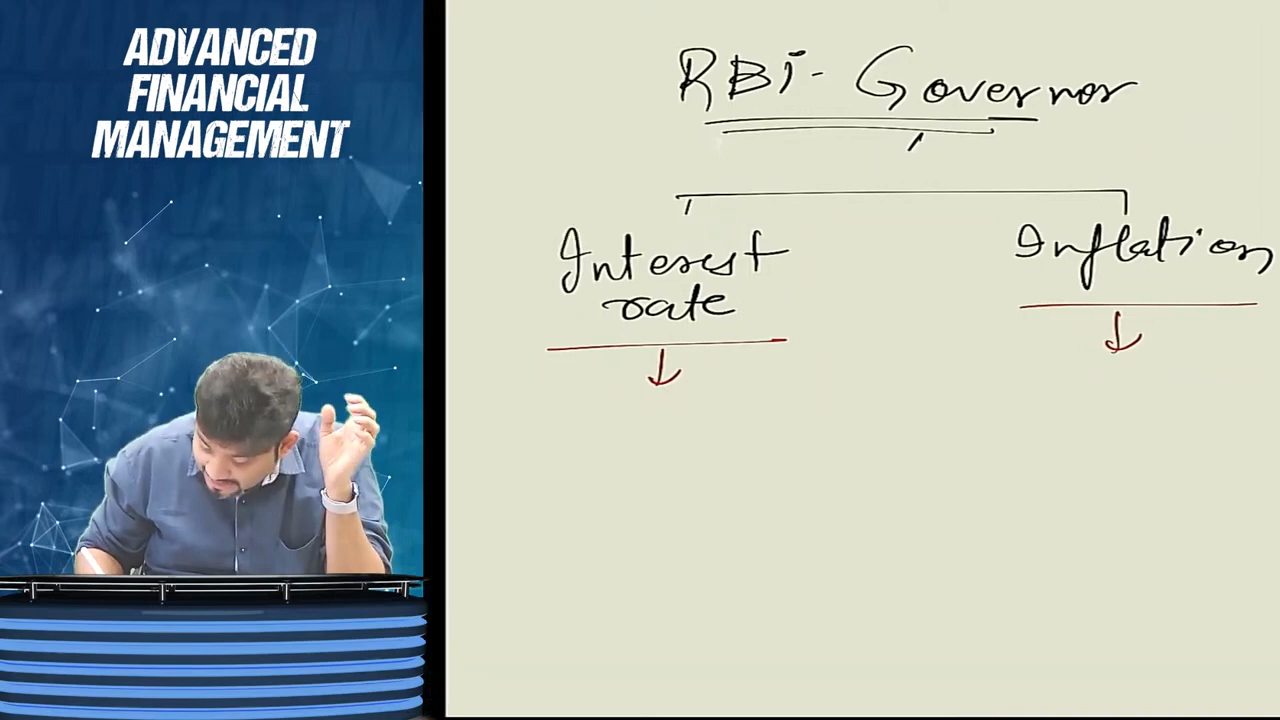 ADVANCED
FINANCIAL
MANAGEMENT
RBi - Governor
Interest
rate
Inflation